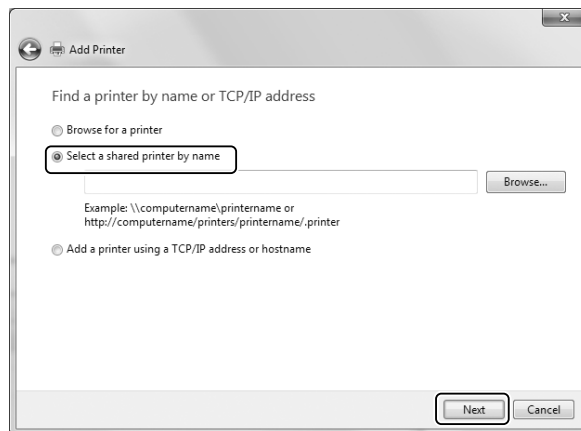 Add Printer
Find a printer by name or TCP/IP address
Browse for a printer
Select a shared printer by name
Browse...
Example: \\computername\printername or
http://computername/printers/printername/.printer
Add a printer using a TCP/IP address or hostname
Next Cancel